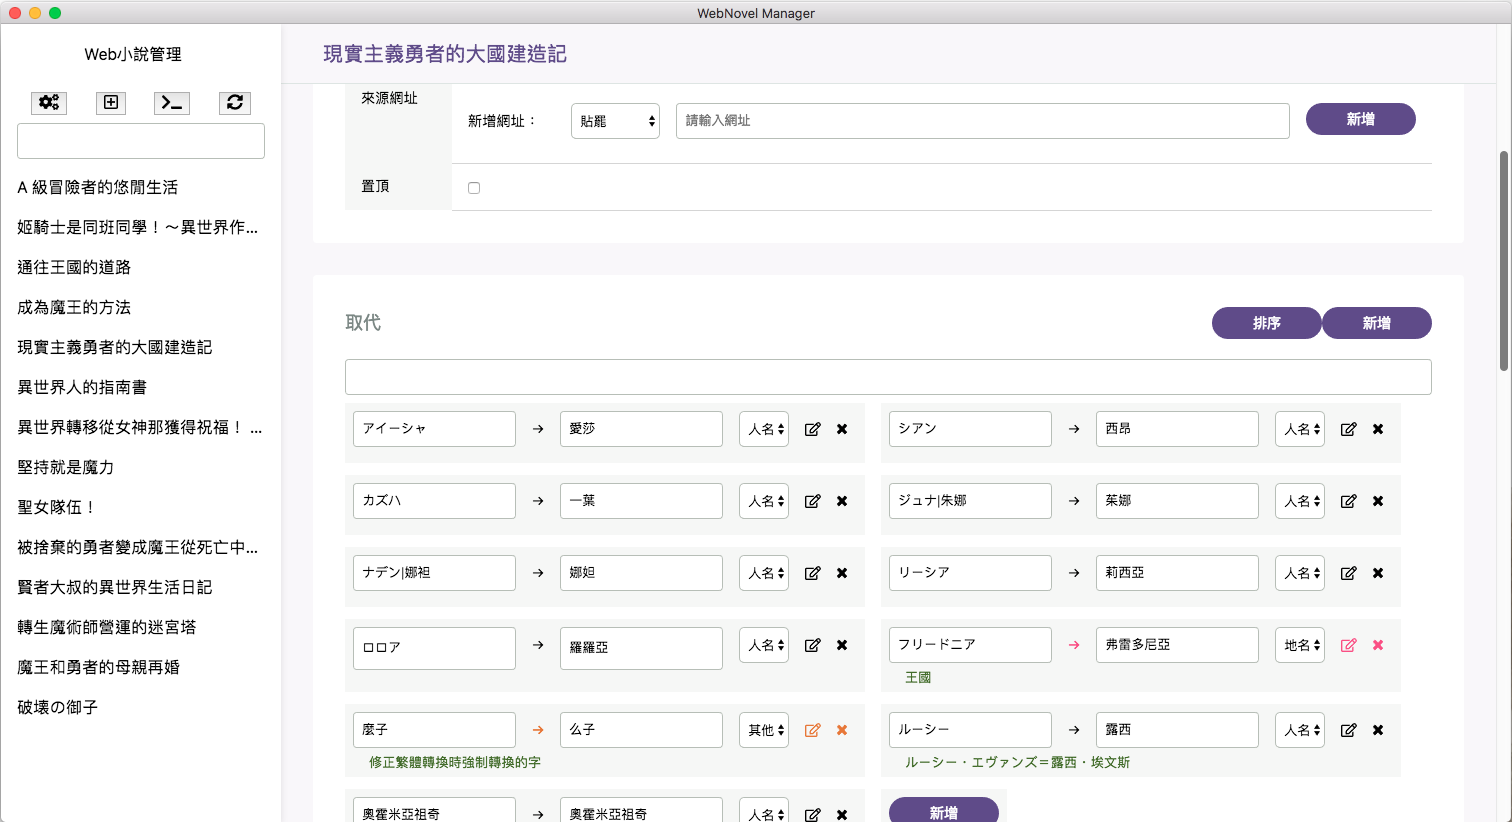 WebNovel Manager
Web小說管理
A 級冒險者的悠閒生活
姬騎士是同班同學！～異世界作...
通往王國的道路
成為魔王的方法
現實主義勇者的大國建造記
異世界人的指南書
異世界轉移從女神那獲得祝福！ ...
堅持就是魔力
聖女隊伍！
被捨棄的勇者變成魔王從死亡中...
賢者大叔的異世界生活日記
轉生魔術師營運的迷宮塔
魔王和勇者的母親再婚
破壊の御子
現實主義勇者的大國建造記
來源網址
新增網址： 貼罷 請輸入網址 新增
置頂
取代 排序 新增
アイーシャ → 愛莎 人名 シアン → 西昂 人名
カズハ → 一葉 人名 ジュナ|朱娜 → 茱娜 人名
ナデン|娜袒 → 娜妲 人名 リーシア → 莉西亞 人名
ロロア → 羅羅亞 人名 フリードニア → 弗雷多尼亞 地名
王國
麼子 → 么子 其他 ルーシー → 露西 人名
修正繁體轉換時強制轉換的字 ルーシー・エヴァンズ＝露西・埃文斯
奧霍米亞祖奇 → 奧霍米亞祖奇 人名 新增